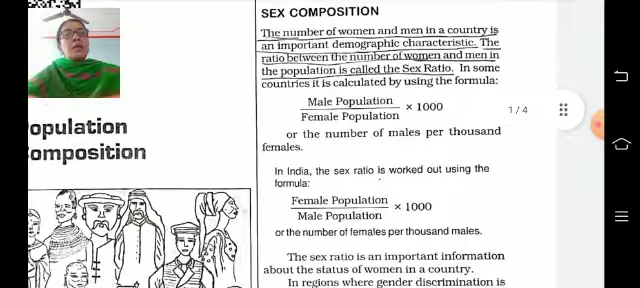 opulation
omposition
SEX COMPOSITION
The number of women and men in a country is
an important demographic characteristic. The
ratio between the number of women and men in
the population is called the Sex Ratio. In some
countries it is calculated by using the formula:
Male Population
Female Population
× 1000
or the number of males per thousand
females.
In India, the sex ratio is worked out using the
formula:
Female Population
Male Population
× 1000
or the number of females per thousand males.
The sex ratio is an important information
about the status of women in a country.
In regions where gender discrimination is
1/4